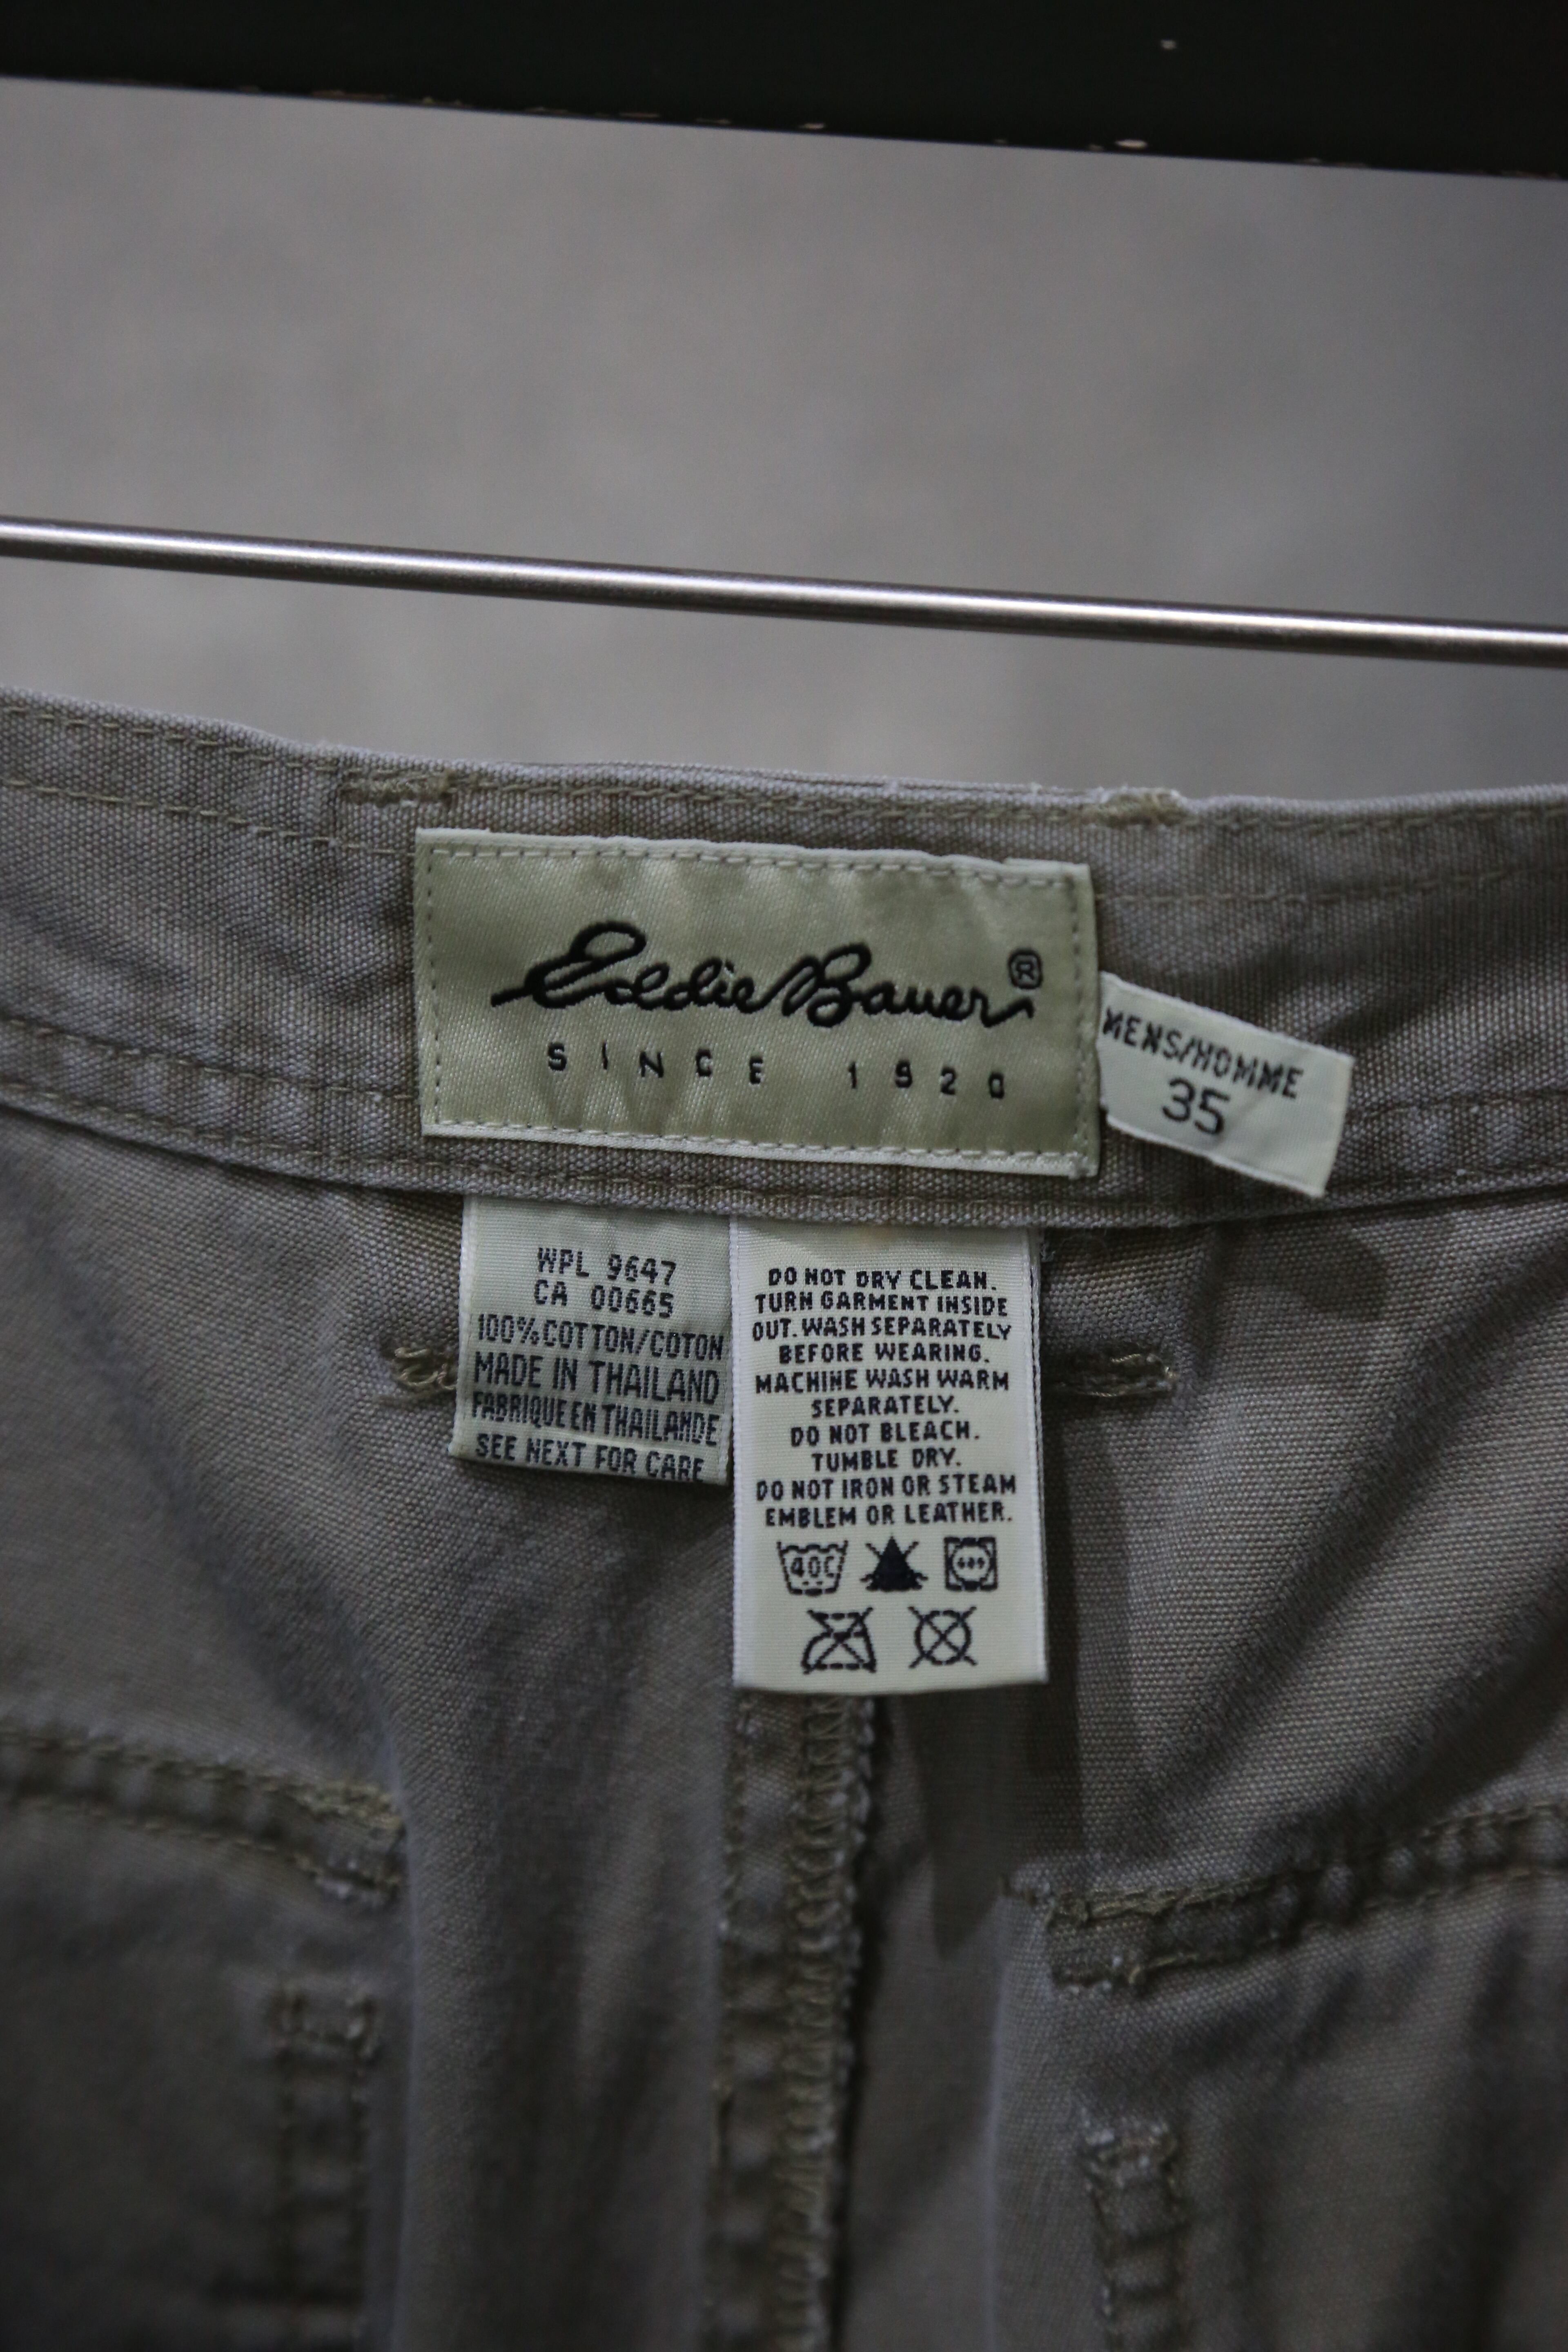 Eddie Bauer®
SINCE 1920
MENS/HOMME
35
WPL 9647
CA 00665
100% COTTON/COTON
MADE IN THAILAND
FABRIQUE EN THAILANDE
SEE NEXT FOR CARE
DO NOT DRY CLEAN.
TURN GARMENT INSIDE
OUT. WASH SEPARATELY
BEFORE WEARING.
MACHINE WASH WARM
SEPARATELY.
DO NOT BLEACH.
TUMBLE DRY.
DO NOT IRON OR STEAM
EMBLEM OR LEATHER.
40C